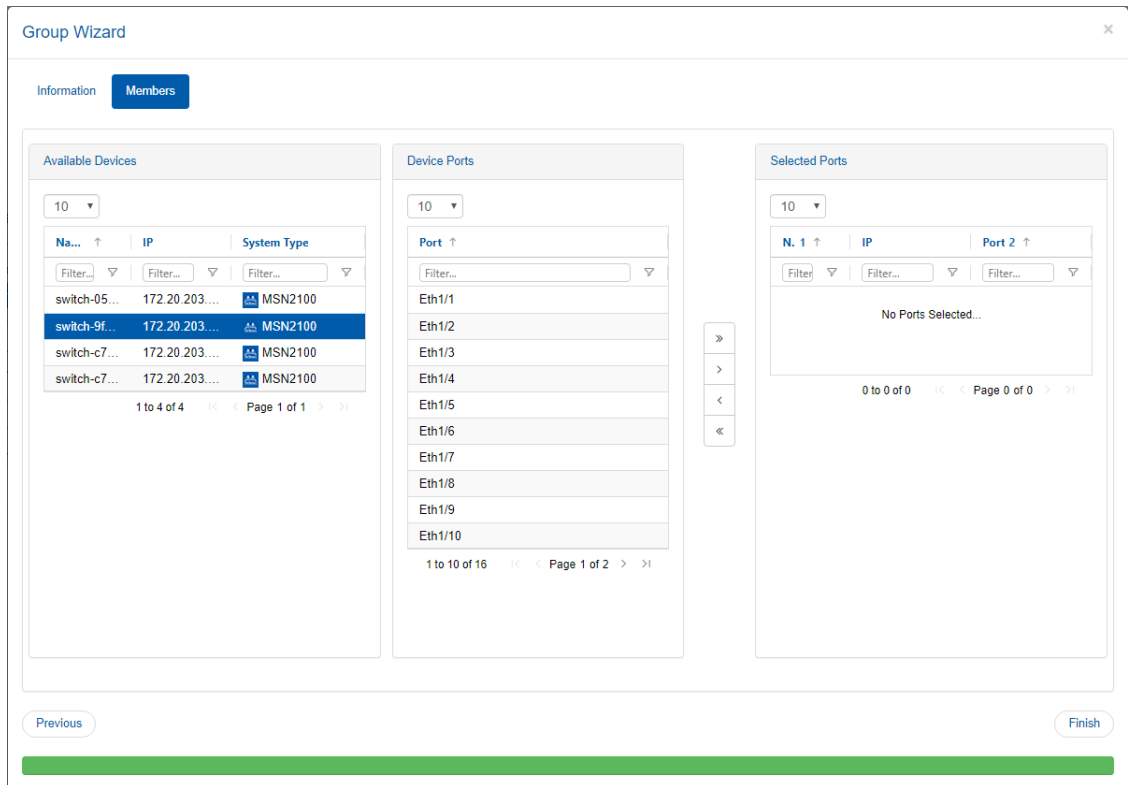 Group Wizard ×
Information Members
Available Devices
10
Na... IP System Type
Filter... Filter... Filter...
switch-05... 172.20.203.... MSN2100
switch-9f... 172.20.203.... MSN2100
switch-c7... 172.20.203.... MSN2100
switch-c7... 172.20.203.... MSN2100
1 to 4 of 4 Page 1 of 1
Device Ports
10
Port
Filter...
Eth1/1
Eth1/2
Eth1/3
Eth1/4
Eth1/5
Eth1/6
Eth1/7
Eth1/8
Eth1/9
Eth1/10
1 to 10 of 16 Page 1 of 2
Selected Ports
10
N. 1 IP Port 2
Filter Filter... Filter...
No Ports Selected...
0 to 0 of 0 Page 0 of 0
Previous
Finish